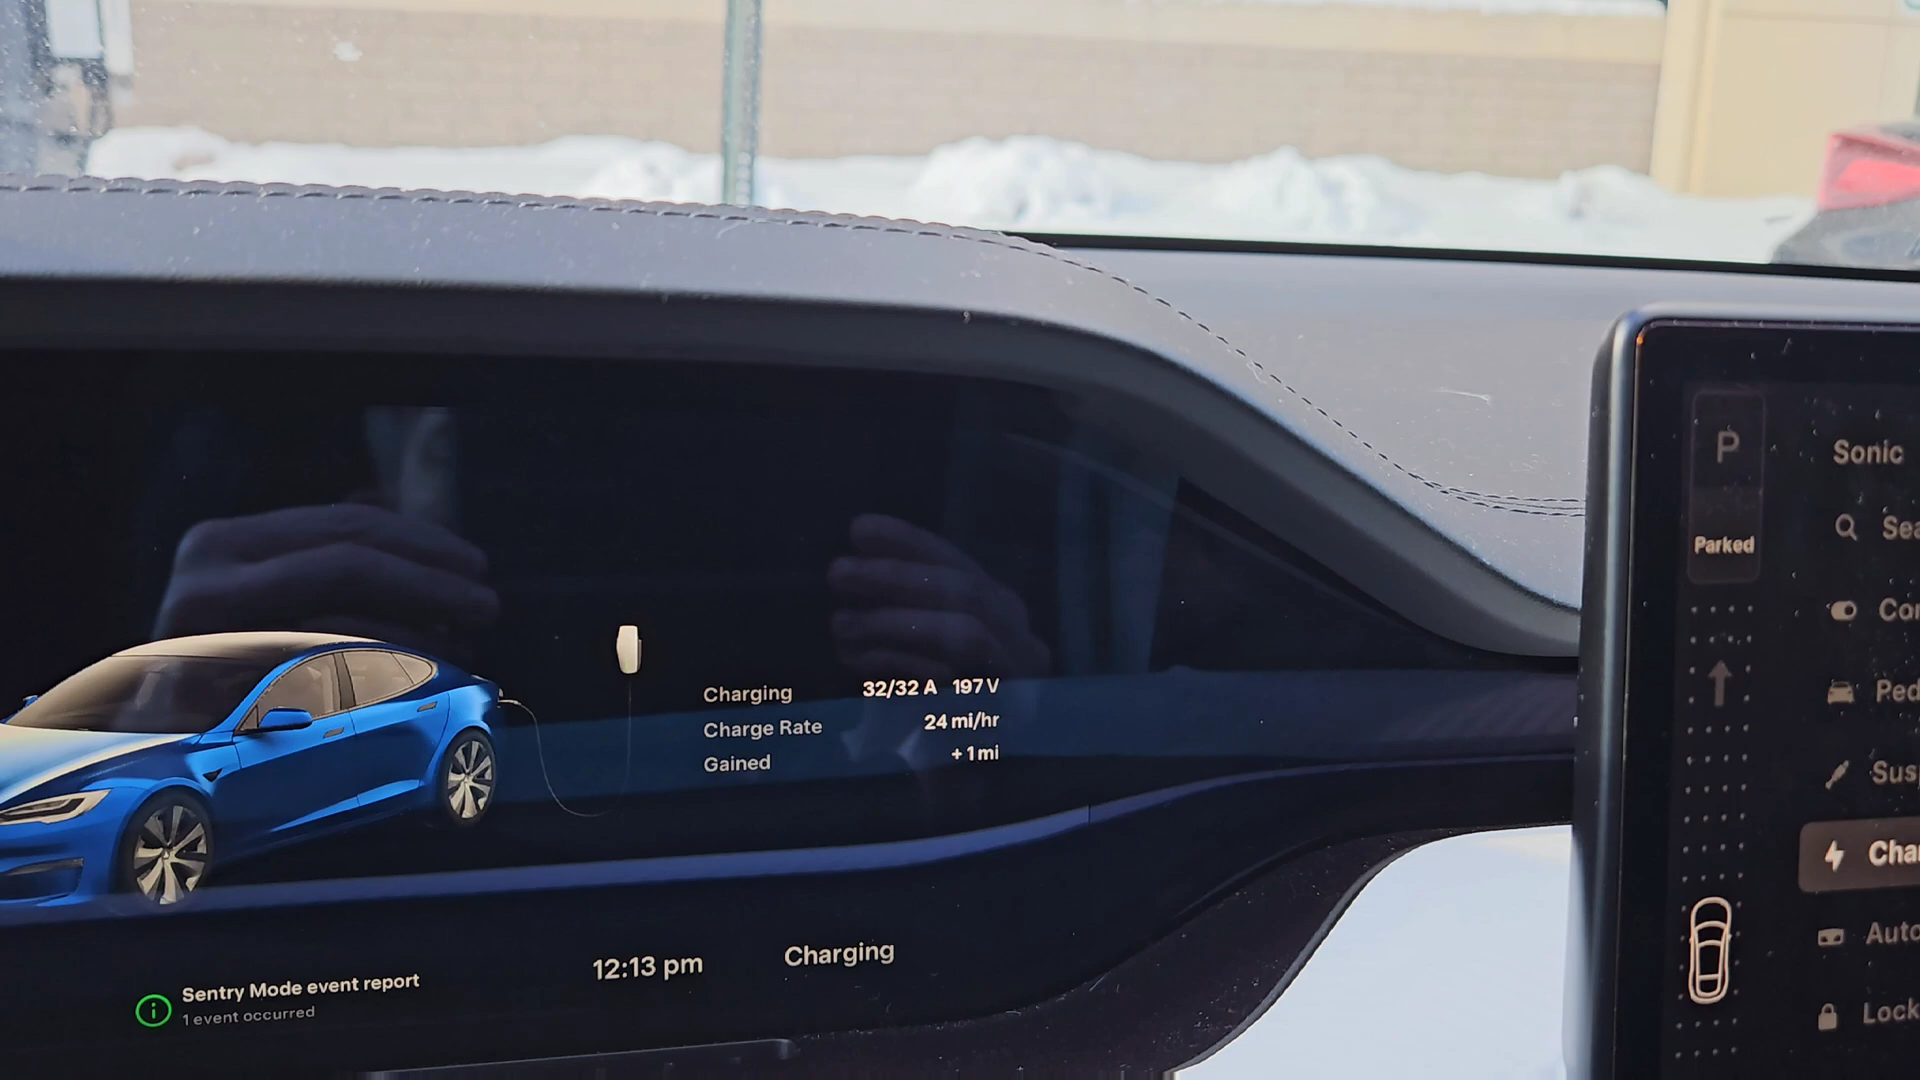 Charging 32/32 A 197 V
Charge Rate 24 mi/hr
Gained +1 mi
12:13 pm Charging
Sentry Mode event report
1 event occurred
P
Parked
Sonic